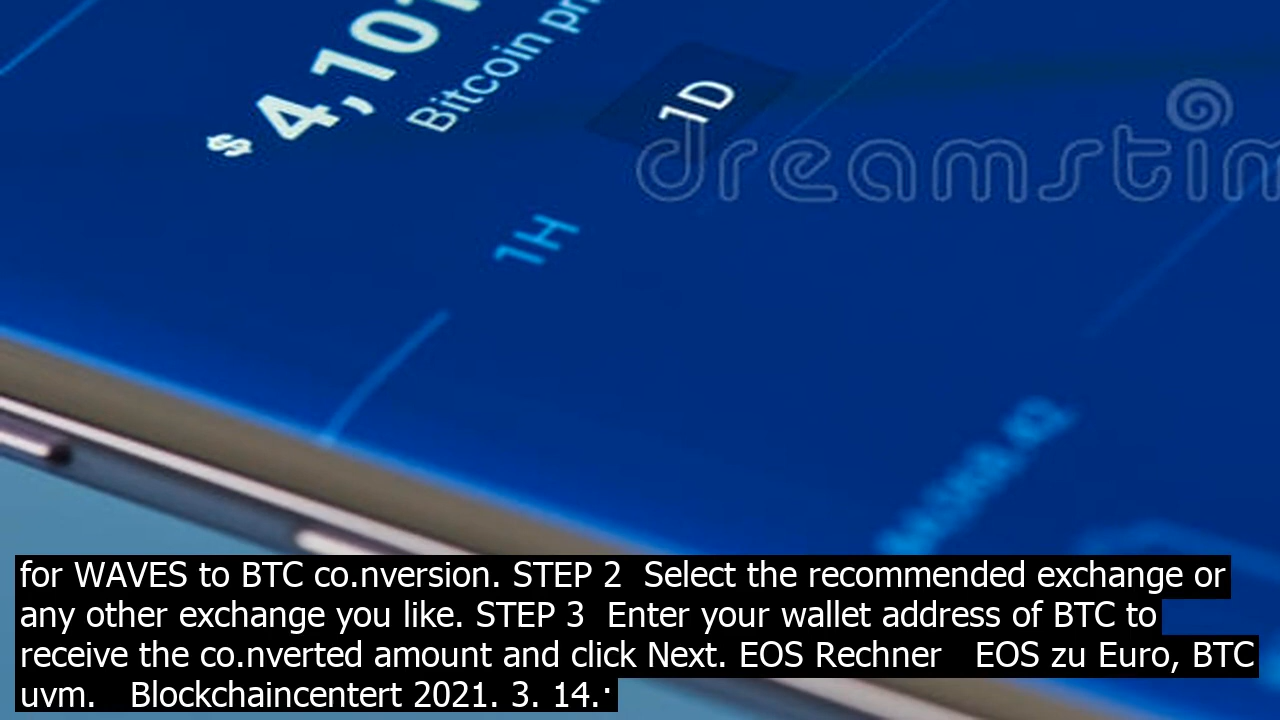 $4,101
Bitcoin pri
1D
dreamstim
1H
for WAVES to BTC co.nversion. STEP 2  Select the recommended exchange or
any other exchange you like. STEP 3  Enter your wallet address of BTC to
receive the co.nverted amount and click Next. EOS Rechner   EOS zu Euro, BTC
uvm.   Blockchaincentert 2021. 3. 14.·